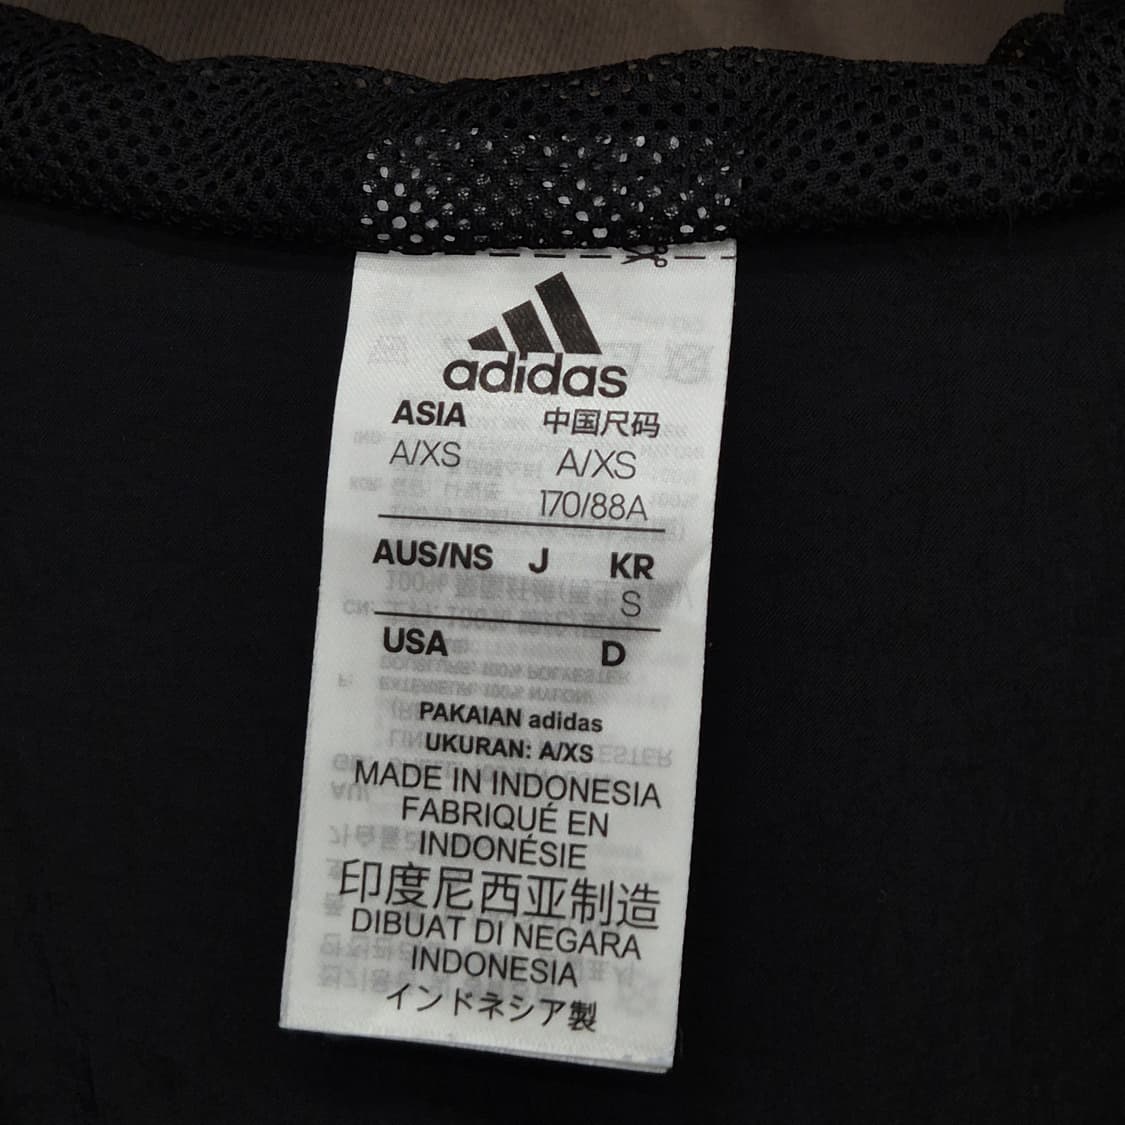 adidas
ASIA 中国尺码
A/XS A/XS
170/88A
AUS/NS J KR
S
USA D
PAKAIAN adidas
UKURAN: A/XS
MADE IN INDONESIA
FABRIQUÉ EN
INDONÉSIE
印度尼西亚制造
DIBUAT DI NEGARA
INDONESIA
インドネシア製